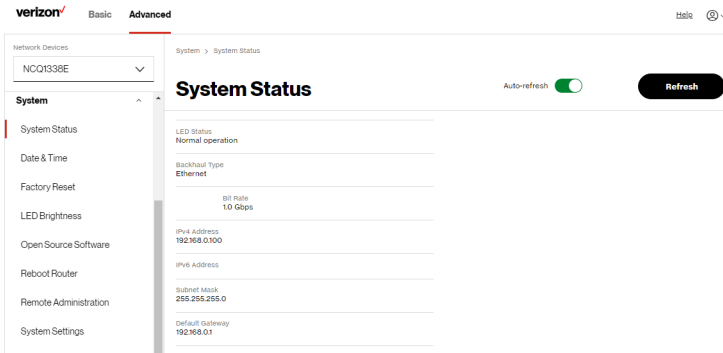 verizon
Basic
Advanced
Help
Network Devices
NCQ1338E
System
System Status
Date & Time
Factory Reset
LED Brightness
Open Source Software
Reboot Router
Remote Administration
System Settings
System > System Status
System Status
Auto-refresh
Refresh
LED Status
Normal operation
Backhaul Type
Ethernet
Bit Rate
1.0 Gbps
IPv4 Address
192.168.0.100
IPv6 Address
Subnet Mask
255.255.255.0
Default Gateway
192.168.0.1